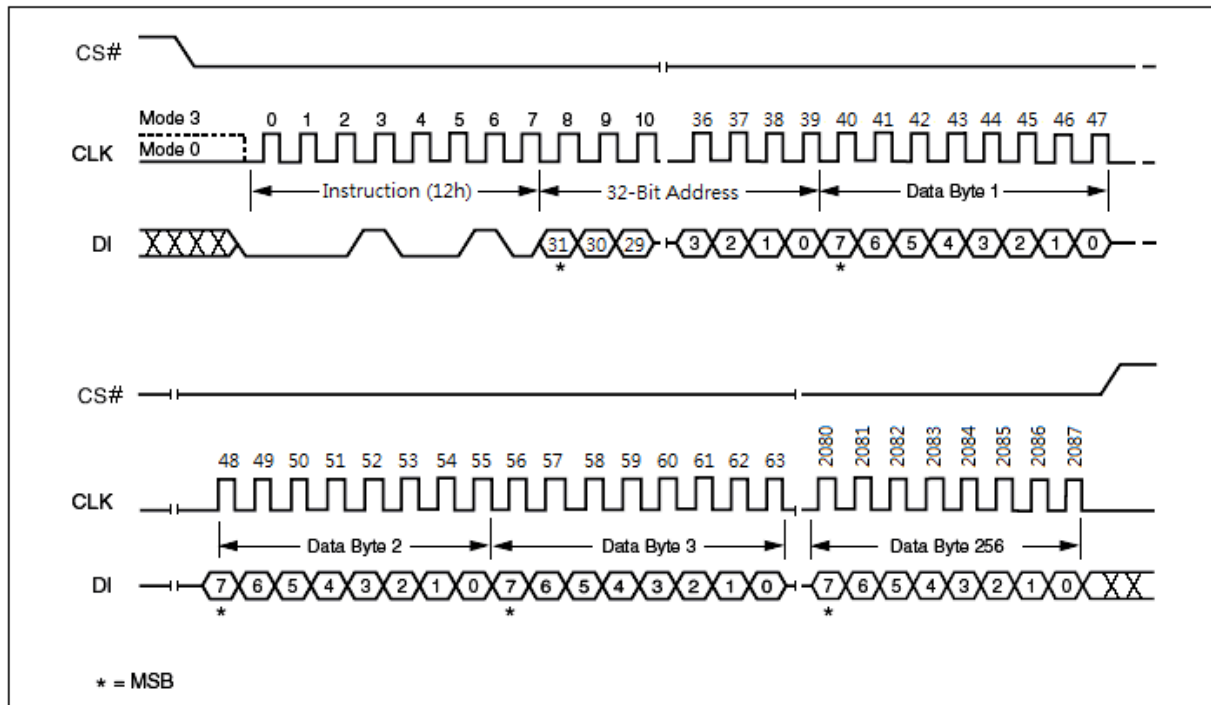 CS#
Mode 3 0 1 2 3 4 5 6 7 8 9 10 36 37 38 39 40 41 42 43 44 45 46 47
CLK Mode 0
Instruction (12h) 32-Bit Address Data Byte 1
DI 31 30 29 3 2 1 0 7 6 5 4 3 2 1 0
* *
CS#
48 49 50 51 52 53 54 55 56 57 58 59 60 61 62 63 2080 2081 2082 2083 2084 2085 2086 2087
CLK
Data Byte 2 Data Byte 3 Data Byte 256
DI 7 6 5 4 3 2 1 0 7 6 5 4 3 2 1 0 7 6 5 4 3 2 1 0
* * *
* = MSB